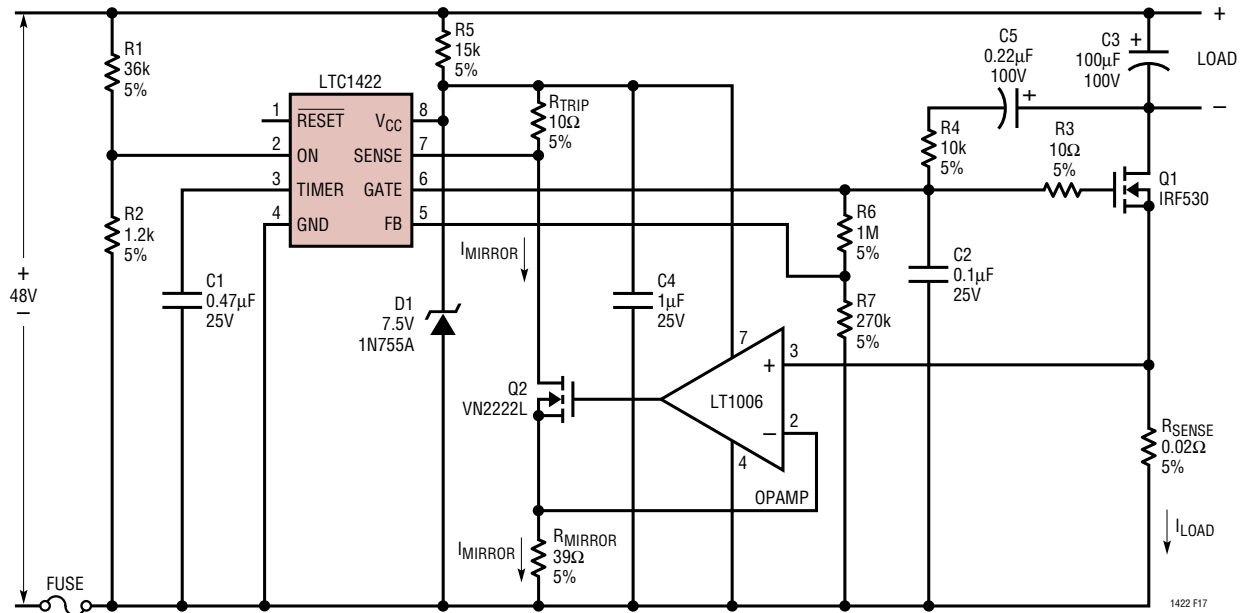 +
48V
−
FUSE
R1
36k
5%
R2
1.2k
5%
C1
0.47µF
25V
LTC1422
1
2
3
4
RESET
ON
TIMER
GND
VCC
SENSE
GATE
FB
8
7
6
5
R5
15k
5%
D1
7.5V
1N755A
RTRIP
10Ω
5%
IMIRROR
Q2
VN2222L
IMIRROR
RMIRROR
39Ω
5%
C4
1µF
25V
7
+
3
LT1006
−
2
4
OPAMP
R6
1M
5%
R7
270k
5%
R4
10k
5%
C2
0.1µF
25V
C5
0.22µF
100V
+
R3
10Ω
5%
C3
100µF
100V
+
+
LOAD
−
Q1
IRF530
RSENSE
0.02Ω
5%
ILOAD
1422 F17